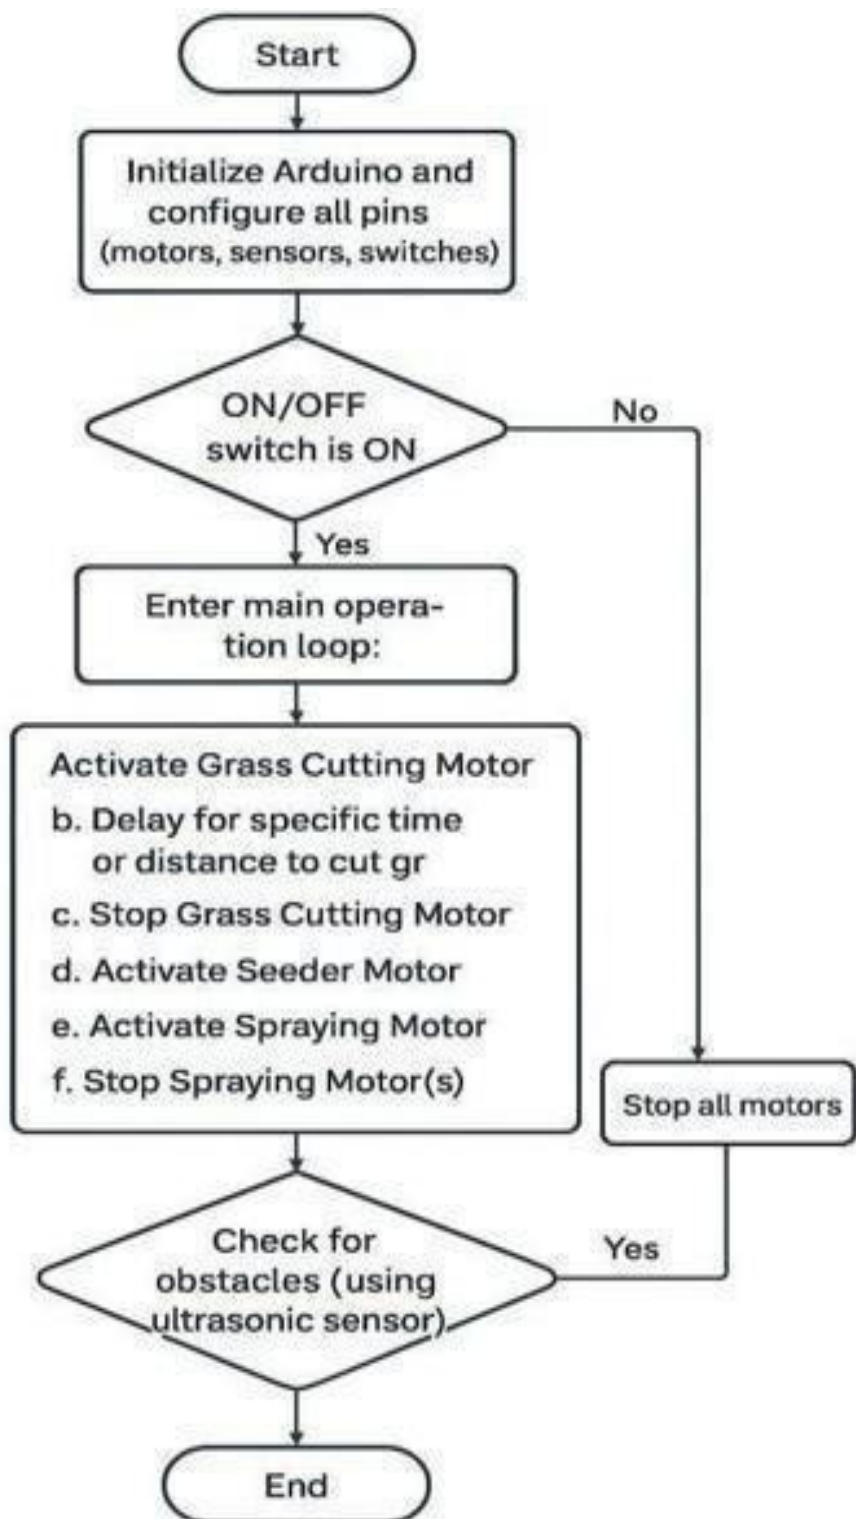 Start
Initialize Arduino and
configure all pins
(motors, sensors, switches)
ON/OFF
switch is ON
No
Yes
Enter main opera-
tion loop:
Activate Grass Cutting Motor
b. Delay for specific time
or distance to cut gr
c. Stop Grass Cutting Motor
d. Activate Seeder Motor
e. Activate Spraying Motor
f. Stop Spraying Motor(s)
Stop all motors
Check for
obstacles (using
ultrasonic sensor)
Yes
End